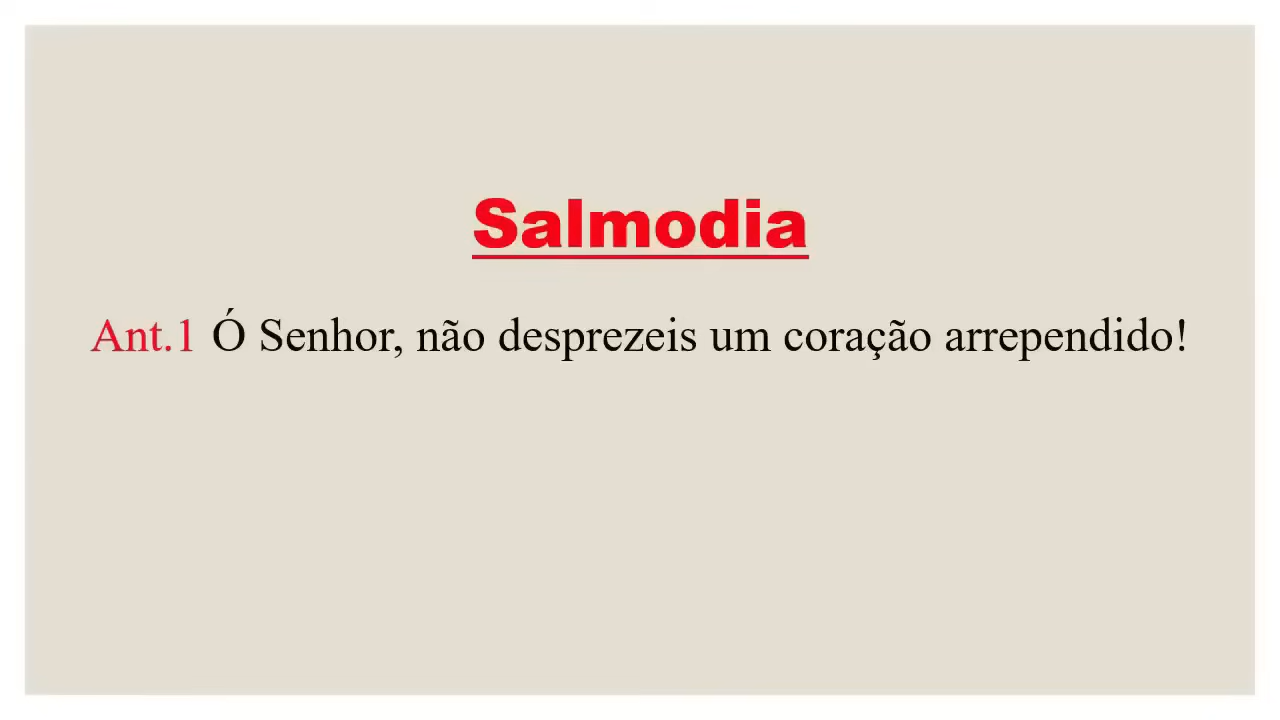 Salmodia
Ant.1 Ó Senhor, não desprezeis um coração arrependido!